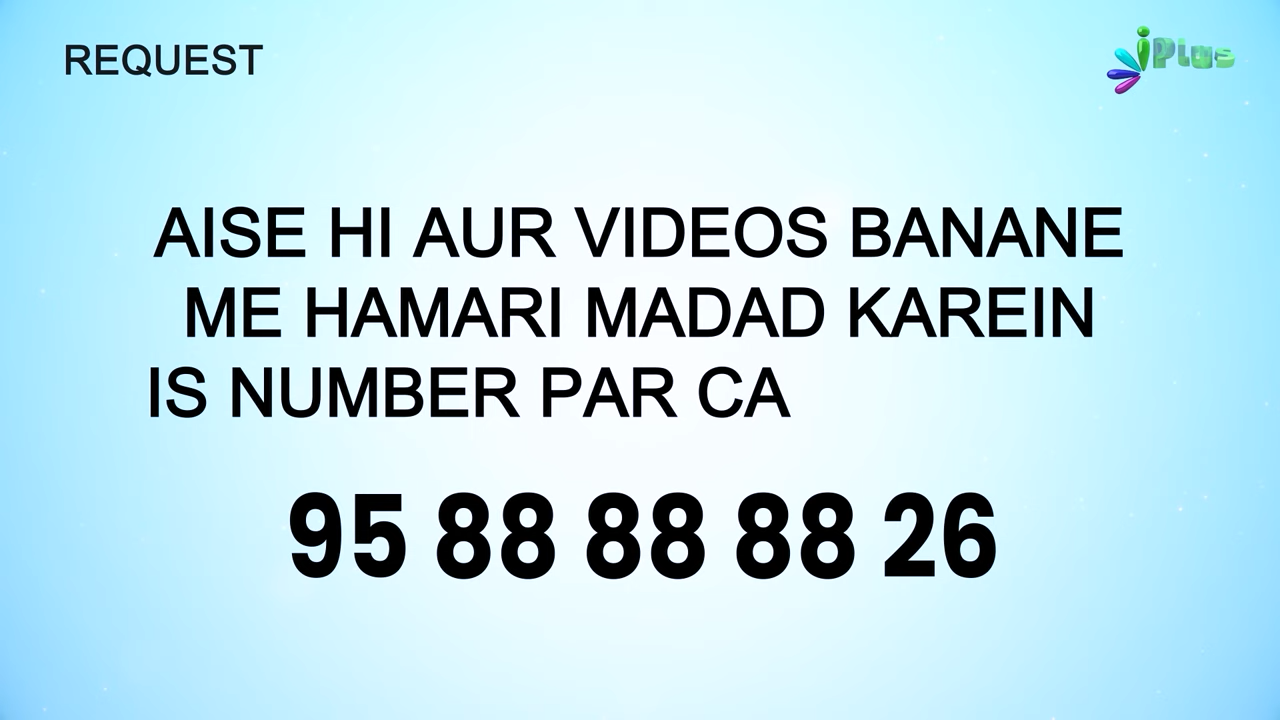 REQUEST
iPlus
AISE HI AUR VIDEOS BANANE
ME HAMARI MADAD KAREIN
IS NUMBER PAR CA
95 88 88 88 26